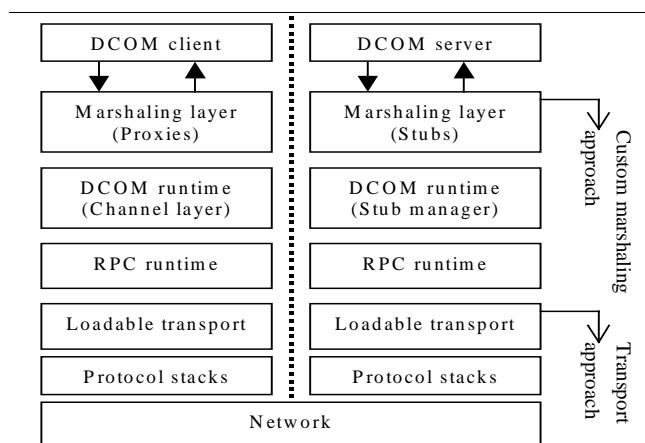 DCOM client
DCOM server
Marshaling layer
(Proxies)
Marshaling layer
(Stubs)
DCOM runtime
(Channel layer)
DCOM runtime
(Stub manager)
RPC runtime
RPC runtime
Loadable transport
Loadable transport
Protocol stacks
Protocol stacks
Network
Custom marshaling
approach
Transport
approach